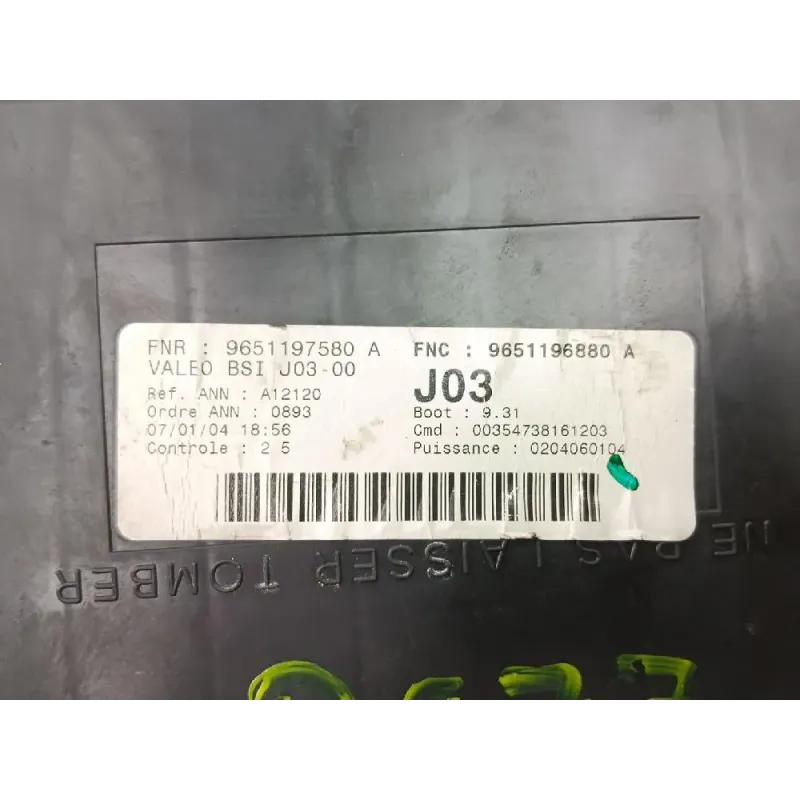 FNR : 9651197580 A
FNC : 9651196880 A
VALEO BSI J03-00
J03
Ref. ANN : A12120
Ordre ANN : 0893
Boot : 9.31
07/01/04 18:56
Cmd : 00354738161203
Controle : 2 5
Puissance : 0204060104
NE PAS LAISSER TOMBER